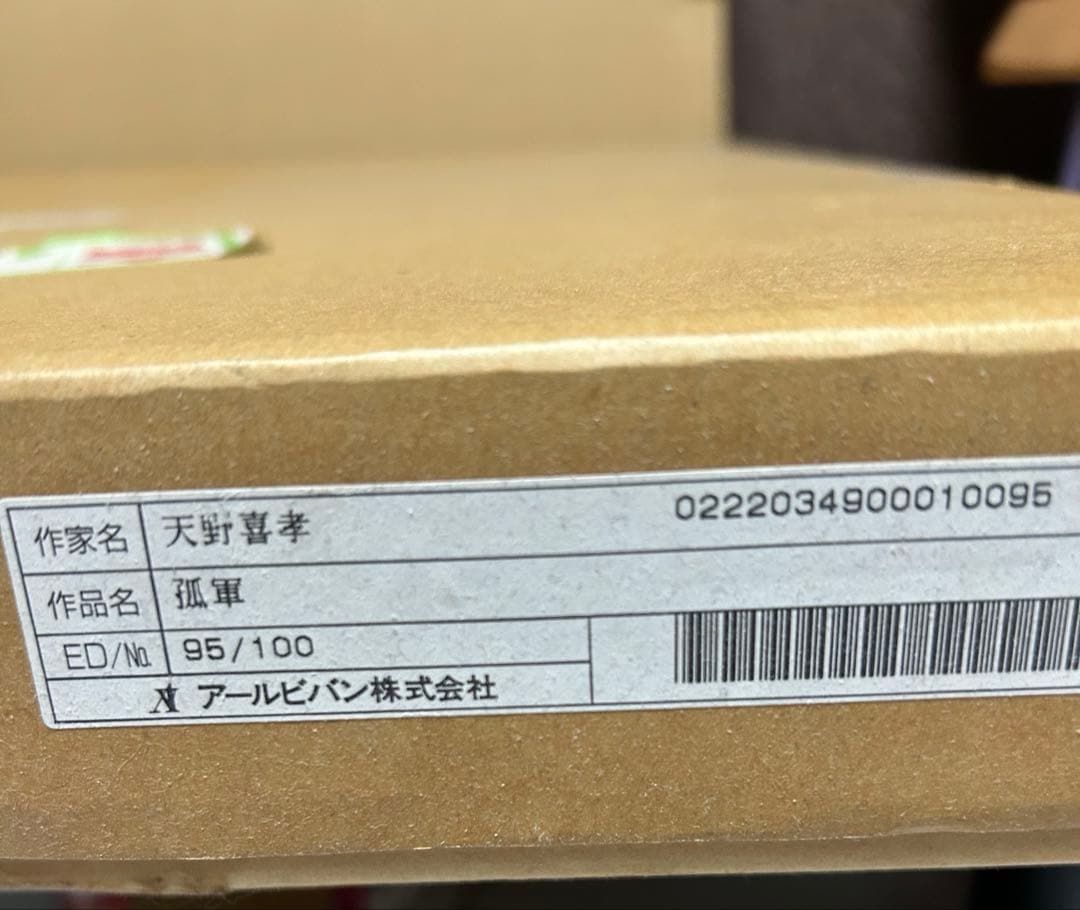 作家名 天野喜孝 0222034900010095
作品名 孤軍
ED/№ 95/100
アールビバン株式会社